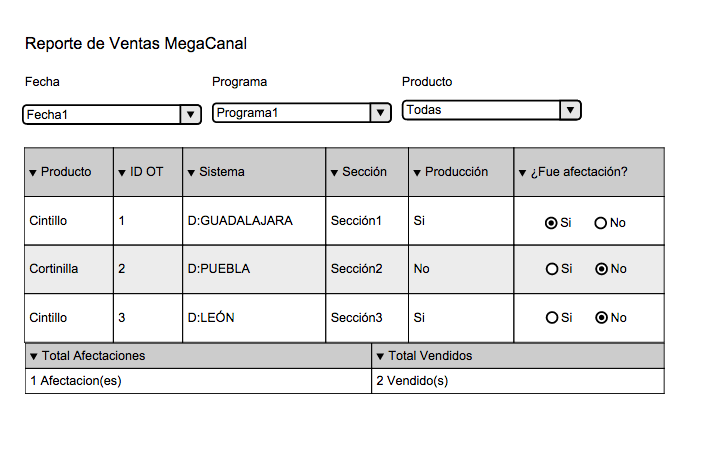 Reporte de Ventas MegaCanal
Fecha Programa Producto
Fecha1 Programa1 Todas
Producto ID OT Sistema Sección Producción ¿Fue afectación?
Cintillo 1 D:GUADALAJARA Sección1 Si Si No
Cortinilla 2 D:PUEBLA Sección2 No Si No
Cintillo 3 D:LEÓN Sección3 Si Si No
Total Afectaciones Total Vendidos
1 Afectacion(es) 2 Vendido(s)